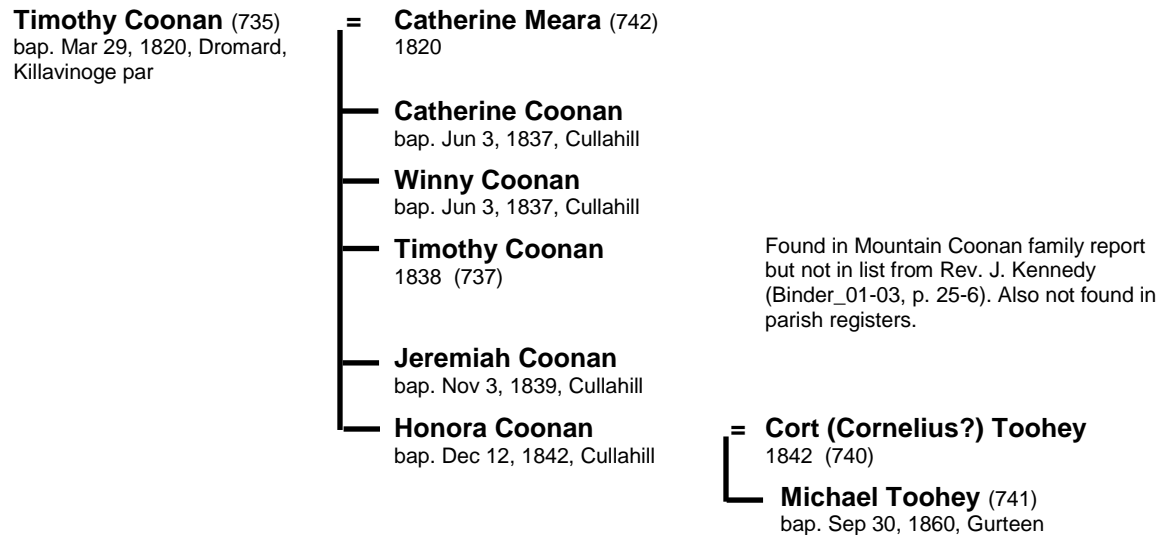 Timothy Coonan (735) = Catherine Meara (742)
bap. Mar 29, 1820, Dromard, 1820
Killavinoge par
Catherine Coonan
bap. Jun 3, 1837, Cullahill
Winny Coonan
bap. Jun 3, 1837, Cullahill
Timothy Coonan
1838 (737)
Found in Mountain Coonan family report
but not in list from Rev. J. Kennedy
(Binder_01-03, p. 25-6). Also not found in
parish registers.
Jeremiah Coonan
bap. Nov 3, 1839, Cullahill
Honora Coonan = Cort (Cornelius?) Toohey
bap. Dec 12, 1842, Cullahill 1842 (740)
Michael Toohey (741)
bap. Sep 30, 1860, Gurteen